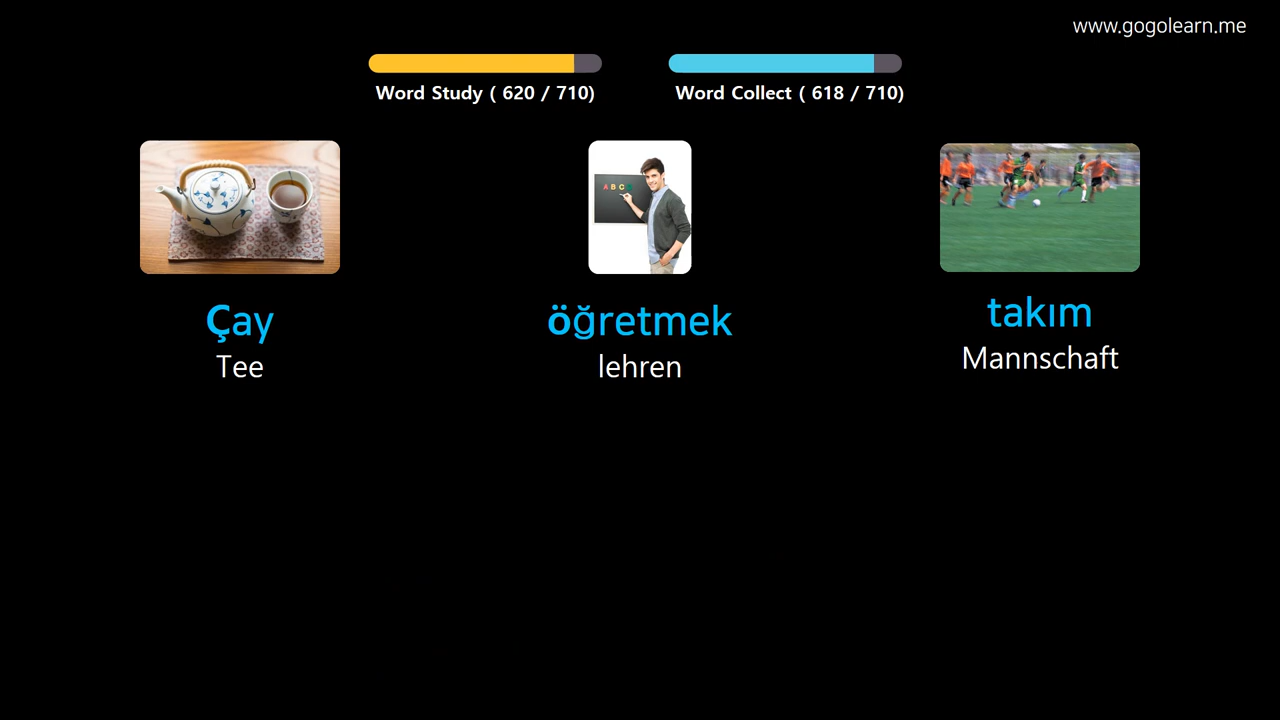 www.gogolearn.me
Word Study ( 620 / 710)
Word Collect ( 618 / 710)
A B C
Çay
öğretmek
takım
Tee
lehren
Mannschaft